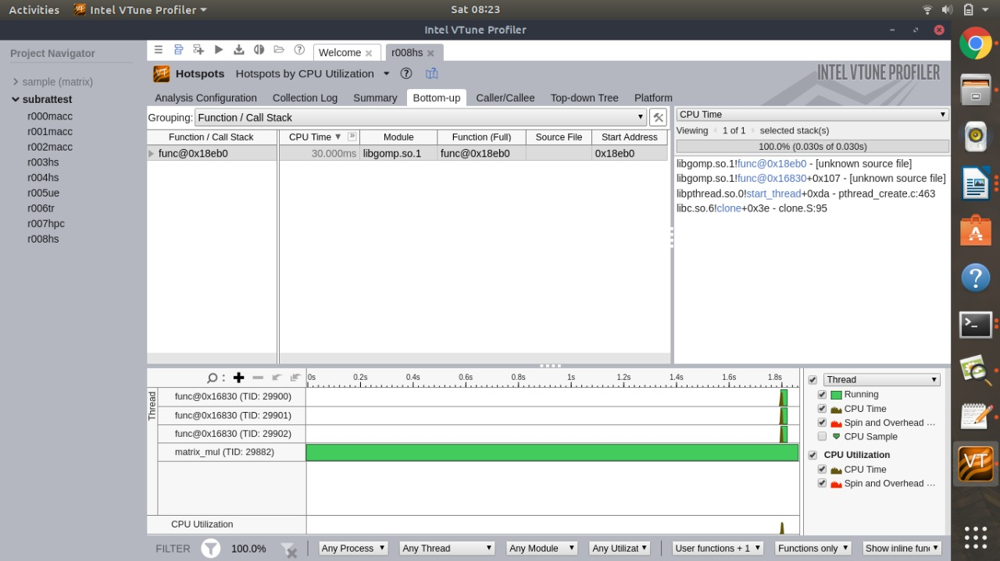 Activities Intel VTune Profiler Sat 08:23
Intel VTune Profiler
Project Navigator
sample (matrix)
subrattest
r000macc
r001macc
r002macc
r003hs
r004hs
r005ue
r006tr
r007hpc
r008hs
Welcome r008hs
VT Hotspots Hotspots by CPU Utilization ? INTEL VTUNE PROFILER
Analysis Configuration Collection Log Summary Bottom-up Caller/Callee Top-down Tree Platform
Grouping: Function / Call Stack
Function / Call Stack CPU Time Module Function (Full) Source File Start Address
func@0x18eb0 30.000ms libgomp.so.1 func@0x18eb0 0x18eb0
CPU Time
Viewing 1 of 1 selected stack(s)
100.0% (0.030s of 0.030s)
libgomp.so.1!func@0x18eb0 - [unknown source file]
libgomp.so.1!func@0x16830+0x107 - [unknown source file]
libpthread.so.0!start_thread+0xda - pthread_create.c:463
libc.so.6!clone+0x3e - clone.S:95
0s 0.2s 0.4s 0.6s 0.8s 1s 1.2s 1.4s 1.6s 1.8s
Thread
func@0x16830 (TID: 29900)
func@0x16830 (TID: 29901)
func@0x16830 (TID: 29902)
matrix_mul (TID: 29882)
CPU Utilization
Thread
Running
CPU Time
Spin and Overhead ...
CPU Sample
CPU Utilization
CPU Time
Spin and Overhead ...
FILTER 100.0% Any Process Any Thread Any Module Any Utilizat User functions + 1 Functions only Show inline fun
VT